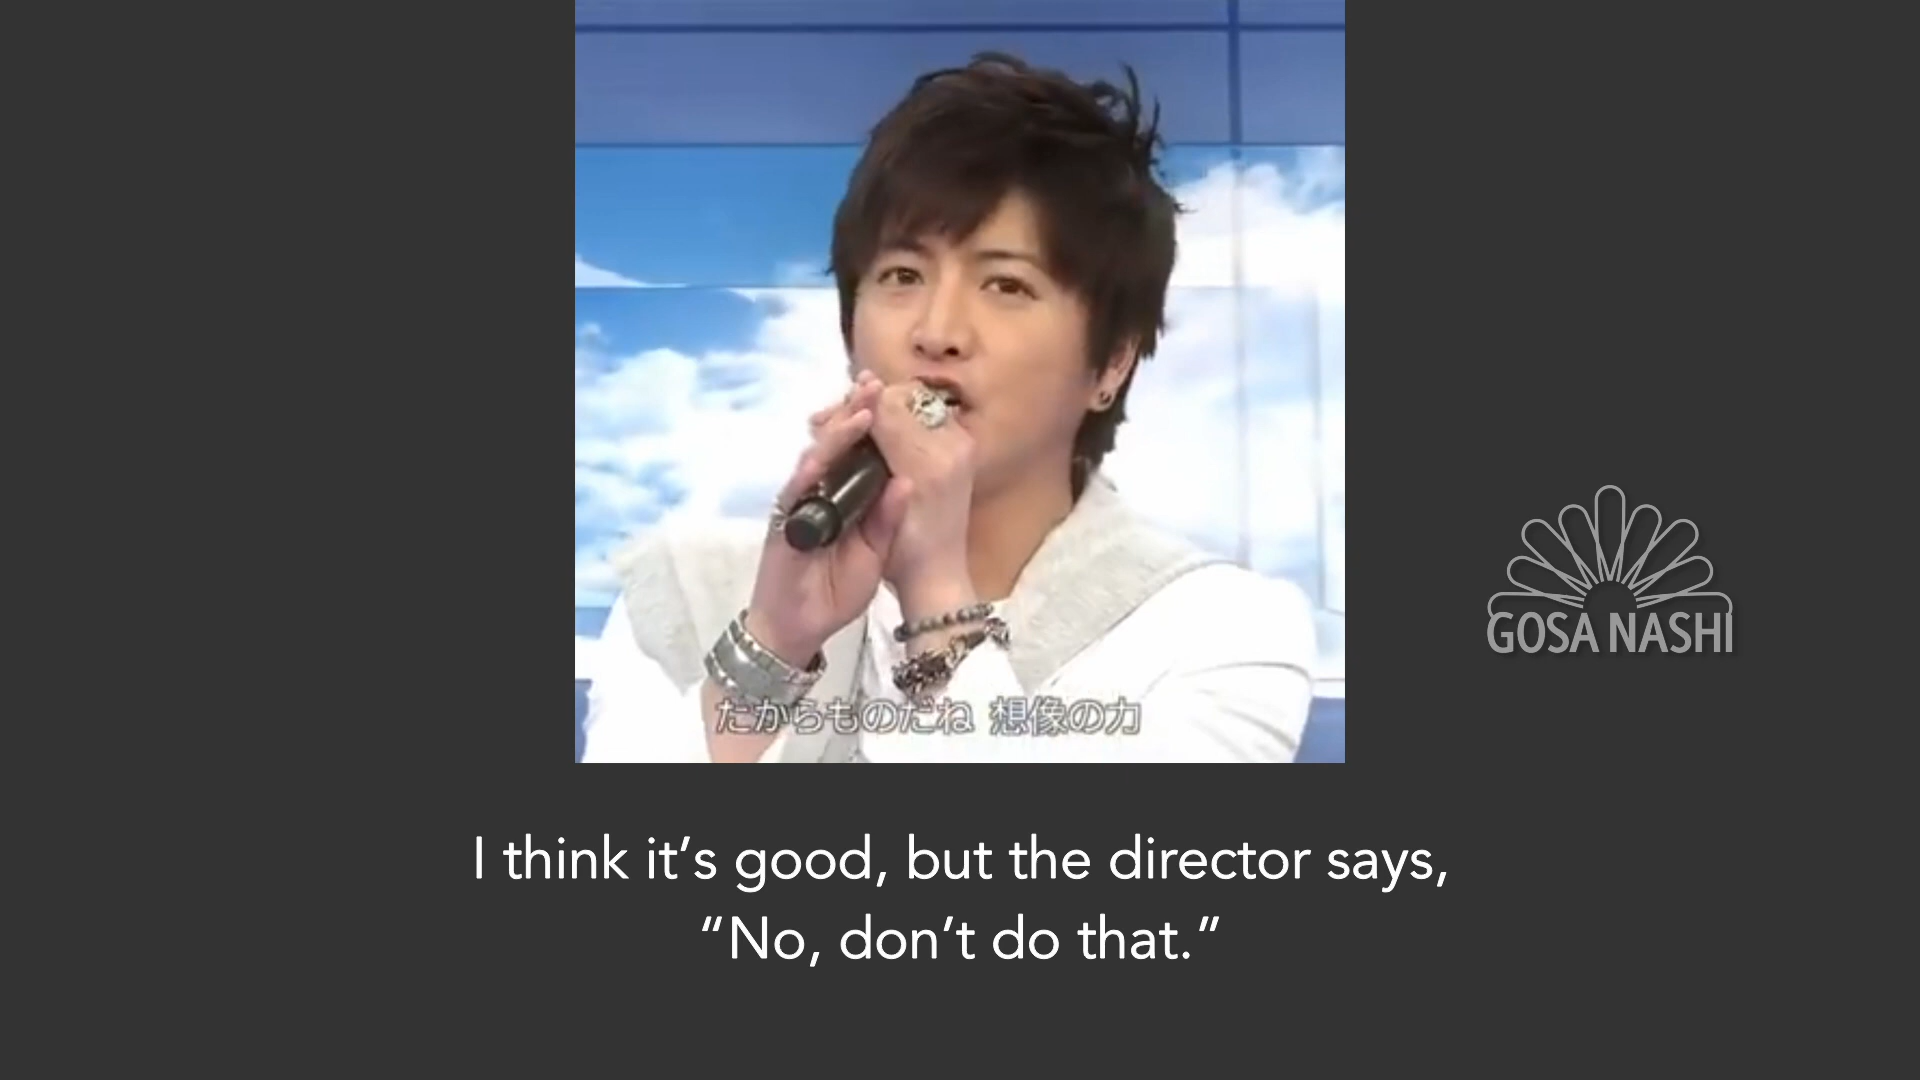 たからものだね 想像の力
GOSA NASHI
I think it’s good, but the director says,
“No, don’t do that.”